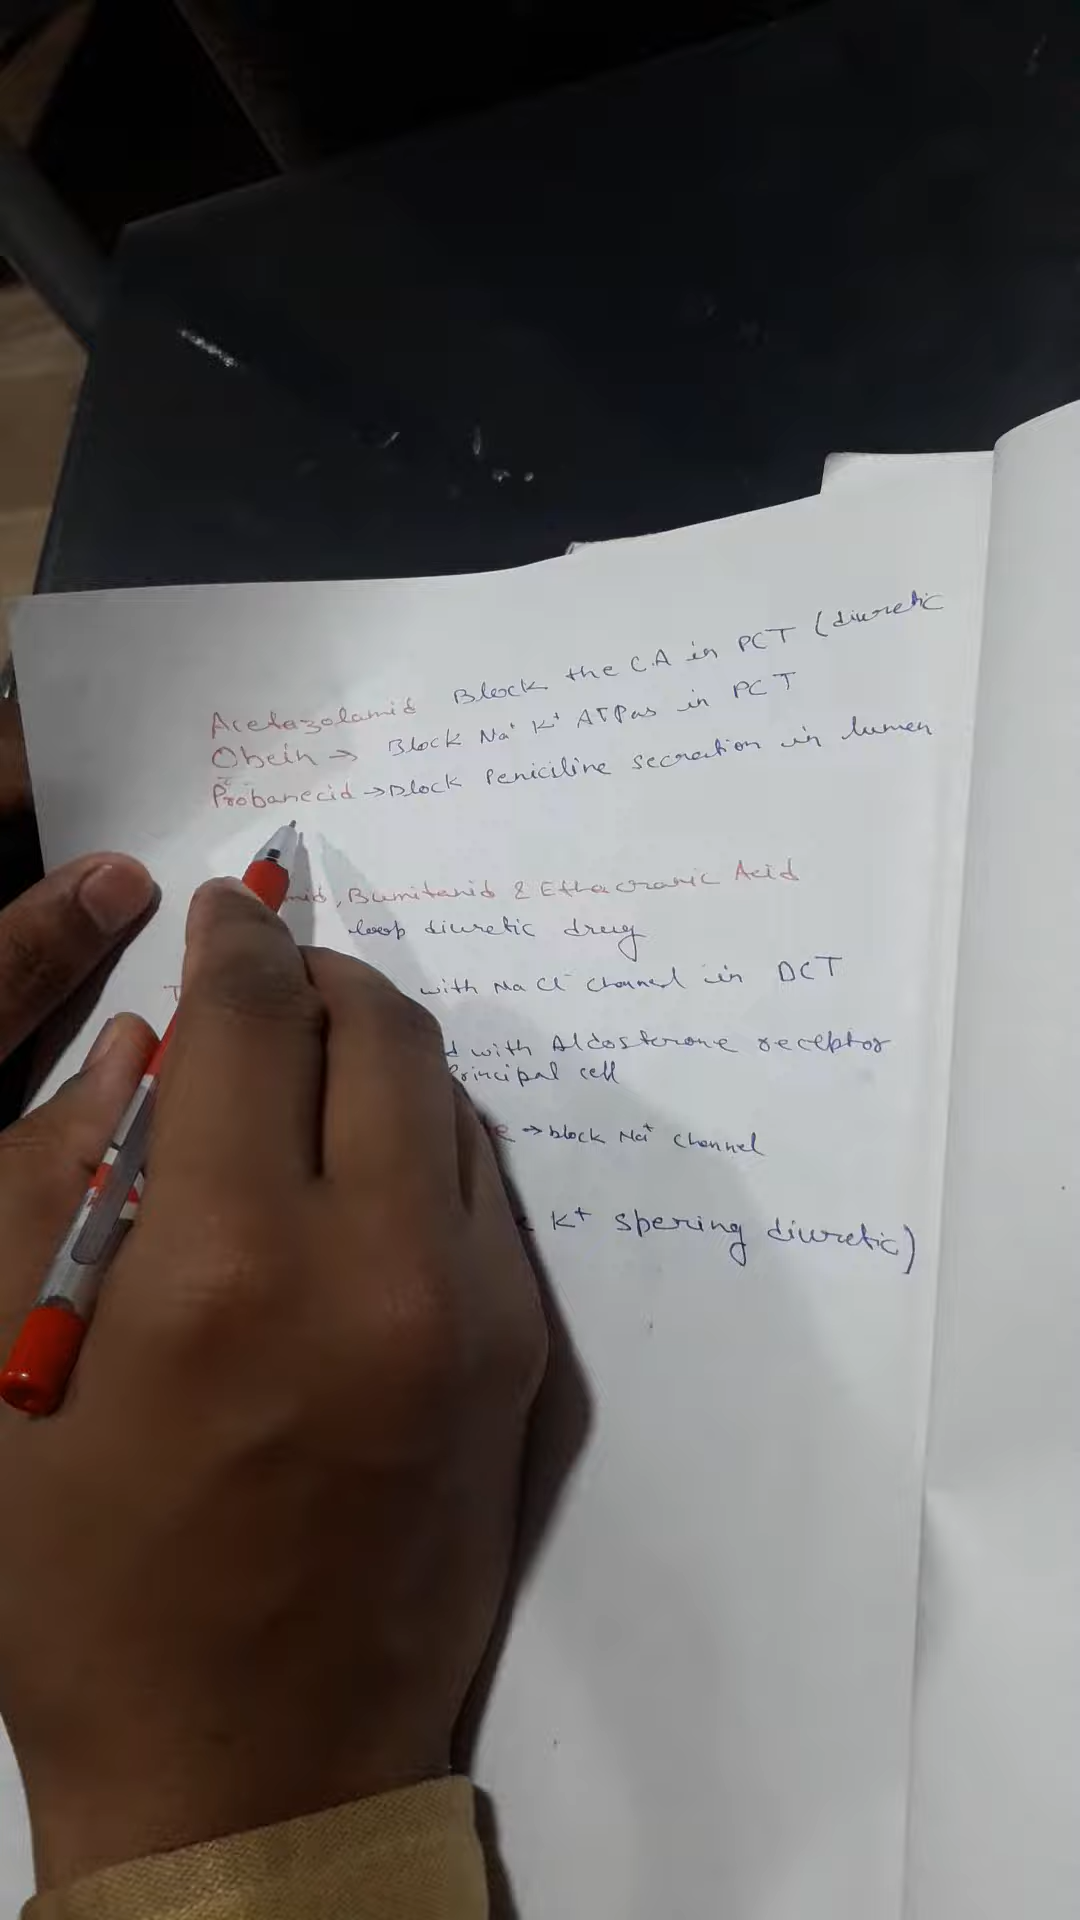 Acetazolamid Block the C.A in PCT (diuretic
Obein → Block Na⁺ K⁺ ATPas in PCT
Probanecid → Block Peniciline secreation in lumen
mid, Bumitanid & Ethacranic Acid
loop diuretic drug
T with Na Cl⁻ channel in DCT
d with Aldosterone receptor
Principal cell
e → block Na⁺ channel
K⁺ spering diuretic)